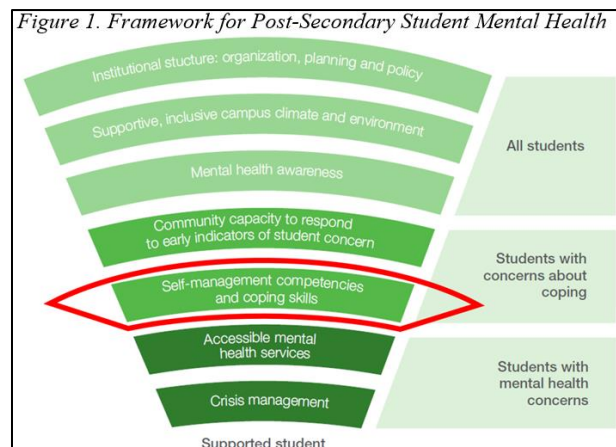 Figure 1. Framework for Post-Secondary Student Mental Health
Institutional stucture: organization, planning and policy
Supportive, inclusive campus climate and environment
Mental health awareness
All students
Community capacity to respond
to early indicators of student concern
Self-management competencies
and coping skills
Students with
concerns about
coping
Accessible mental
health services
Crisis management
Students with
mental health
concerns
Supported student